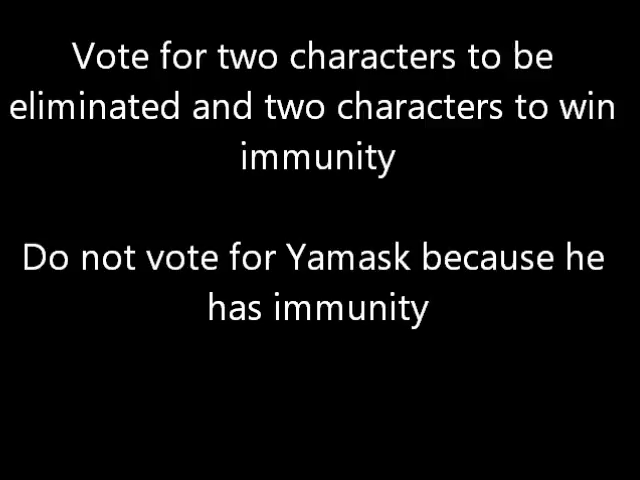 Vote for two characters to be
eliminated and two characters to win
immunity
Do not vote for Yamask because he
has immunity